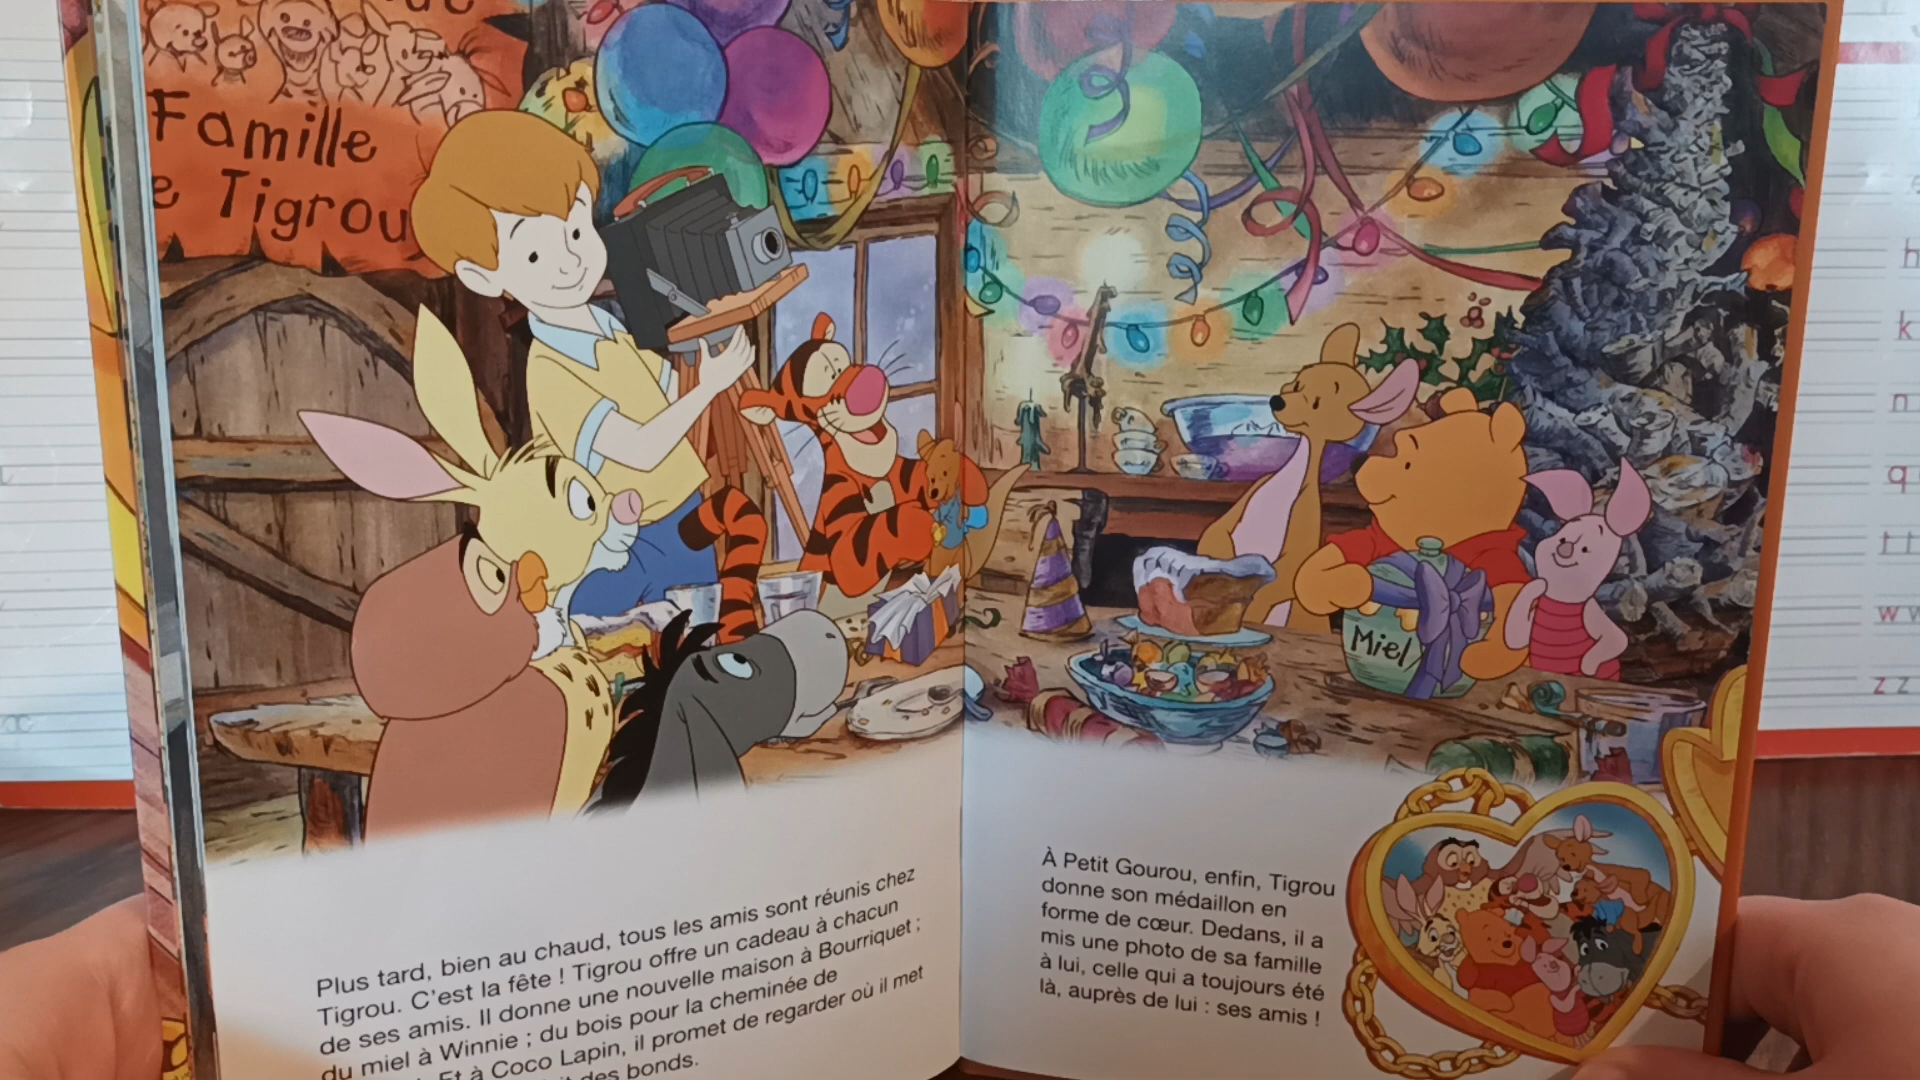 Famille
e Tigrou
Miel
Plus tard, bien au chaud, tous les amis sont réunis chez
Tigrou. C'est la fête ! Tigrou offre un cadeau à chacun
de ses amis. Il donne une nouvelle maison à Bourriquet ;
du miel à Winnie ; du bois pour la cheminée de
Et à Coco Lapin, il promet de regarder où il met
des bonds.
À Petit Gourou, enfin, Tigrou
donne son médaillon en
forme de cœur. Dedans, il a
mis une photo de sa famille
à lui, celle qui a toujours été
là, auprès de lui : ses amis !
h
k
n
q
t t
w w
z z